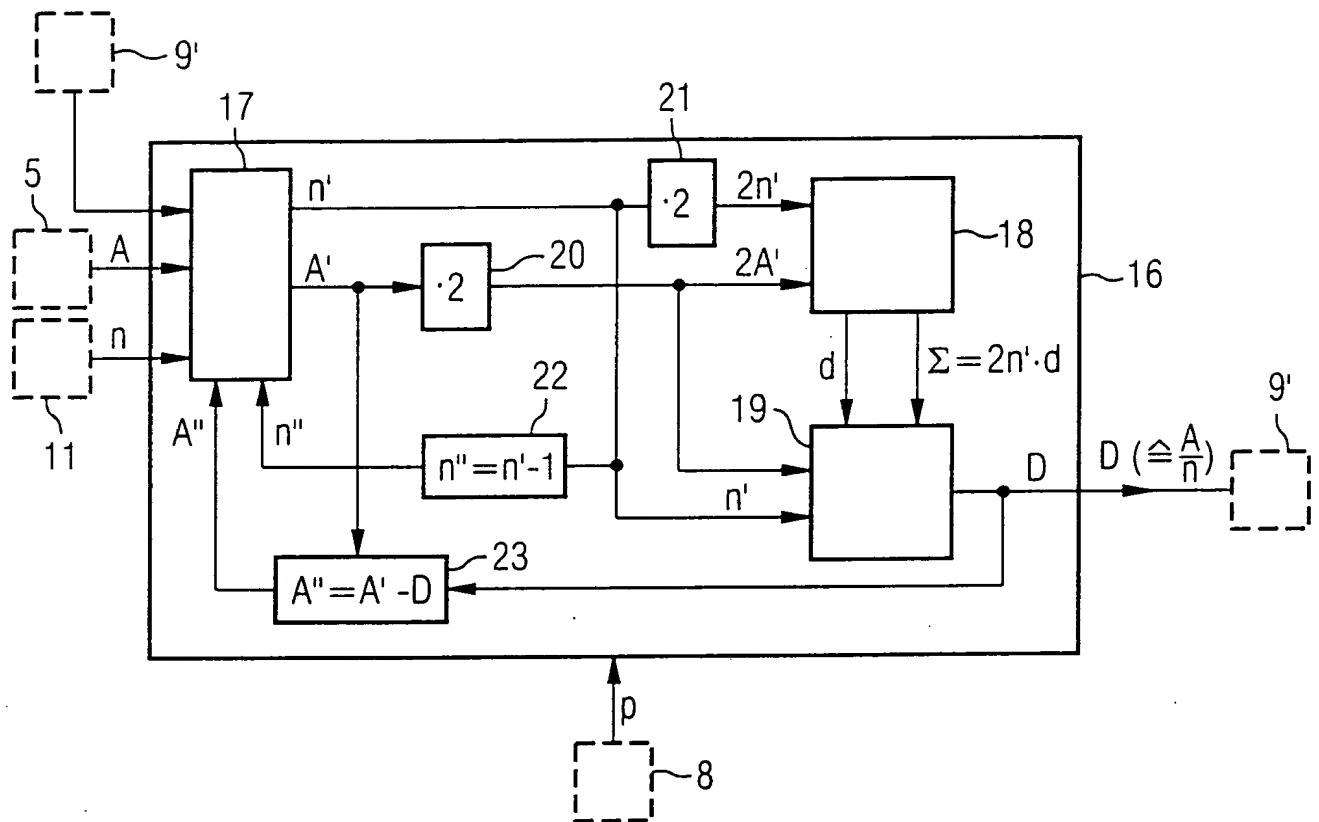 9'
17
21
5
A
n'
·2
2n'
18
A'
20
·2
2A'
16
n
11
d
Σ=2n'·d
A"
n"
22
n"=n'-1
19
n'
D
D (≙ A/n)
9'
23
A"=A'-D
p
8